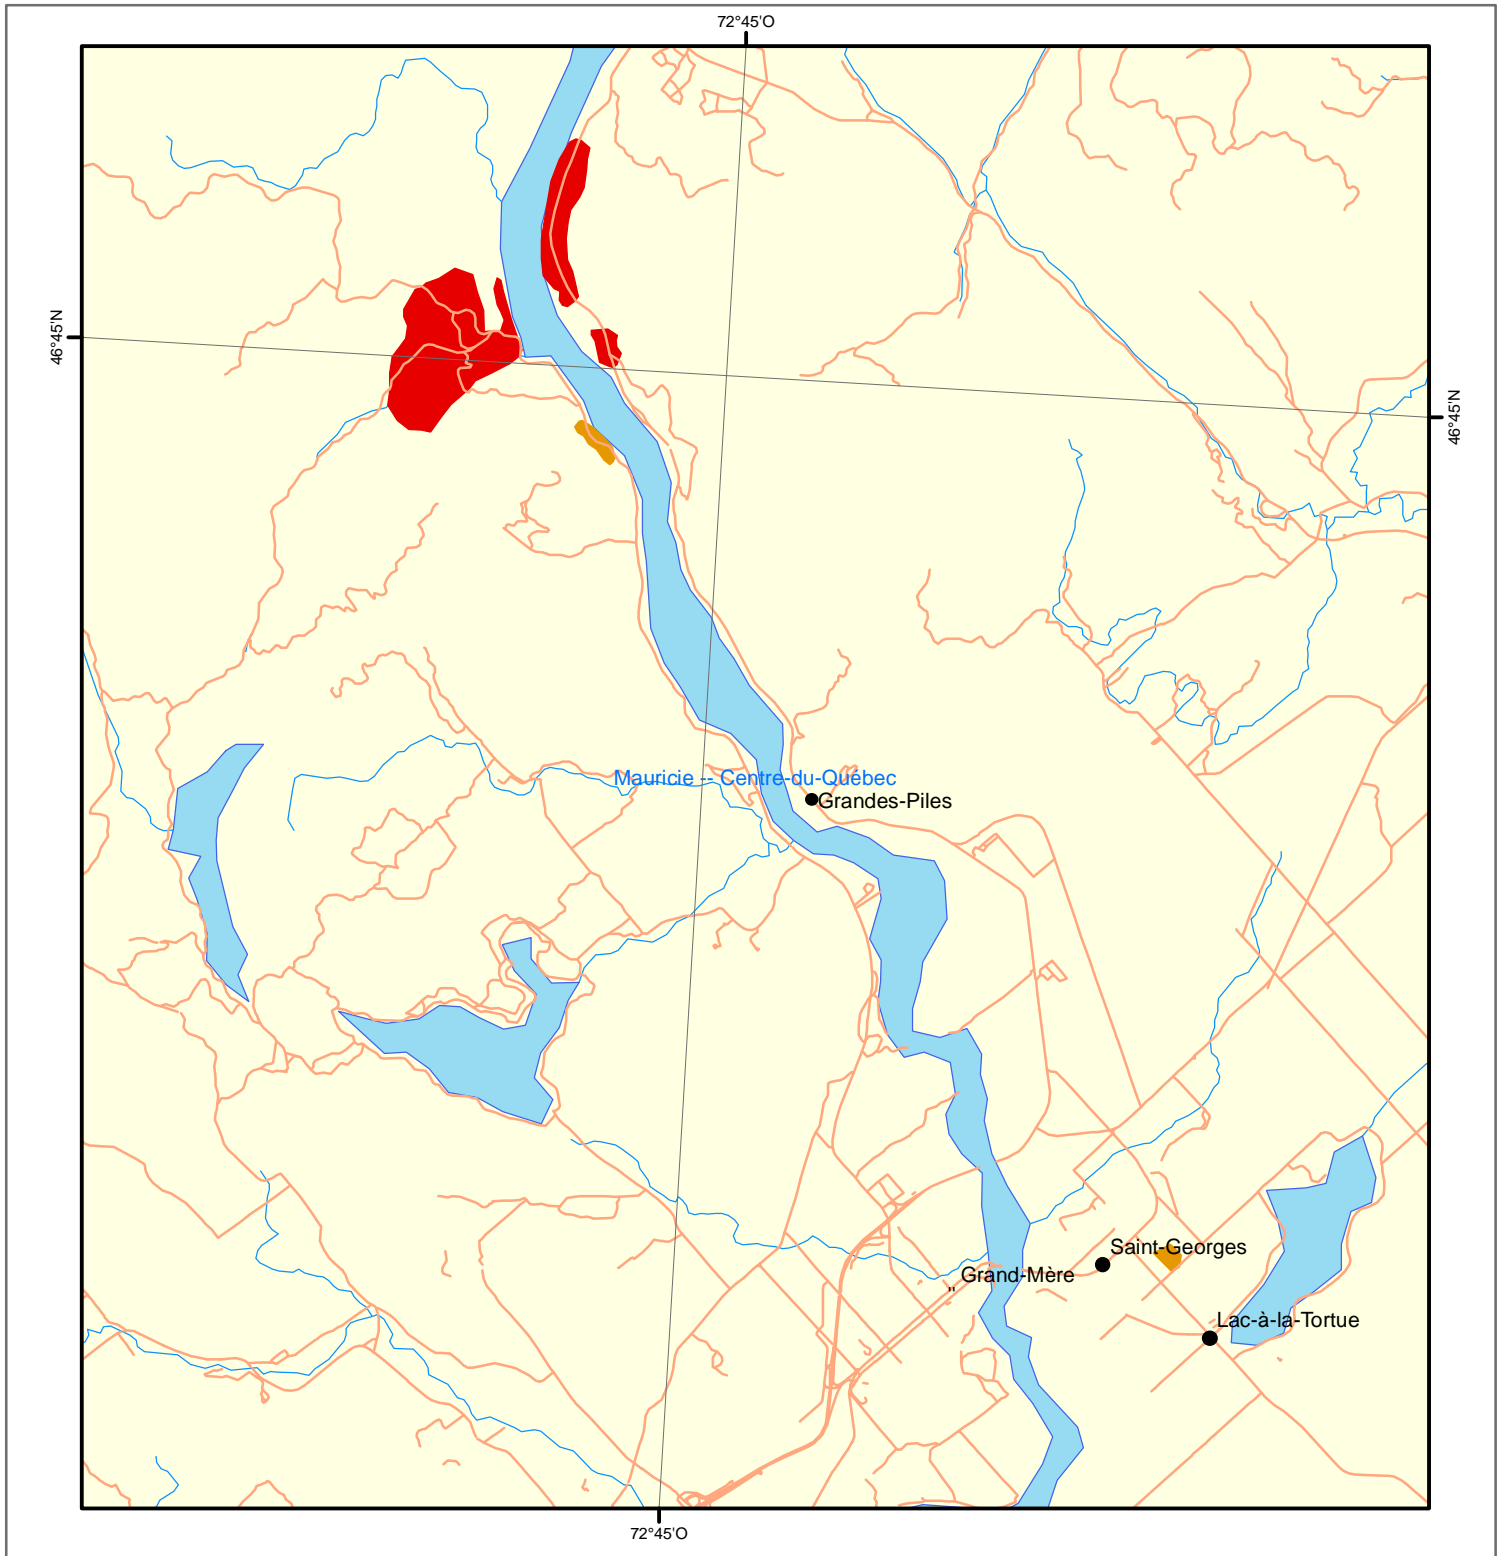 72°45'O
46°45'N
46°45'N
Mauricie -- Centre-du-Québec
Grandes-Piles
Saint-Georges
Grand-Mère
"
Lac-à-la-Tortue
72°45'O